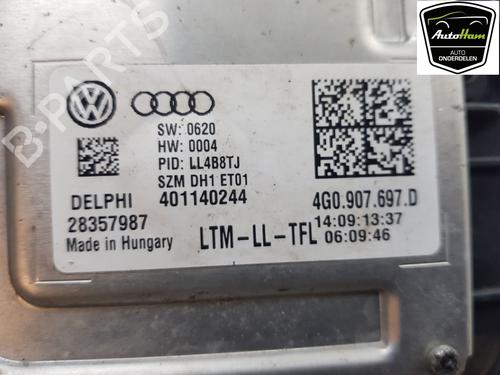 AutoHam
AUTO
ONDERDELEN
B-PARTS
SW: 0620
HW: 0004
PID: LL4B8TJ
SZM DH1 ET01
DELPHI 401140244
28357987
Made in Hungary
LTM-LL-TFL
4G0.907.697.D
14:09:13:37
06:09:46